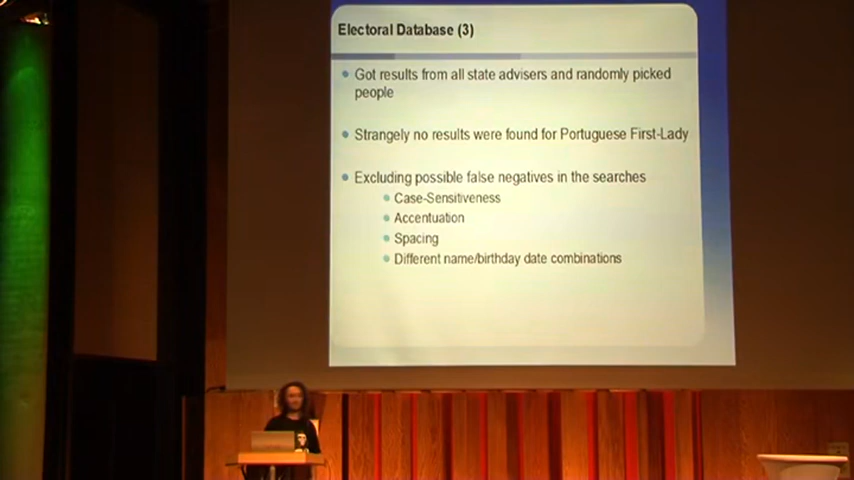 Electoral Database (3)
Got results from all state advisers and randomly picked
people
Strangely no results were found for Portuguese First-Lady
Excluding possible false negatives in the searches
Case-Sensitiveness
Accentuation
Spacing
Different name/birthday date combinations